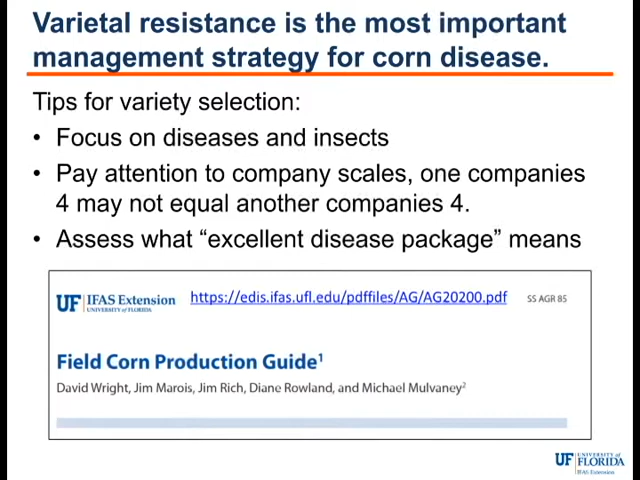 Varietal resistance is the most important
management strategy for corn disease.
Tips for variety selection:
• Focus on diseases and insects
• Pay attention to company scales, one companies
4 may not equal another companies 4.
• Assess what “excellent disease package” means
UF IFAS Extension
UNIVERSITY of FLORIDA
https://edis.ifas.ufl.edu/pdffiles/AG/AG20200.pdf
SS AGR 85
Field Corn Production Guide¹
David Wright, Jim Marois, Jim Rich, Diane Rowland, and Michael Mulvaney²
UF UNIVERSITY of
FLORIDA
IFAS Extension